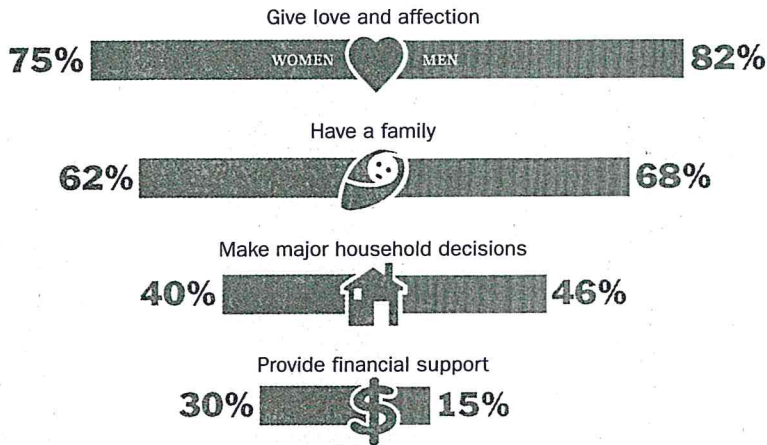 Give love and affection
75% WOMEN MEN 82%
Have a family
62% 68%
Make major household decisions
40% 46%
Provide financial support
30% $ 15%